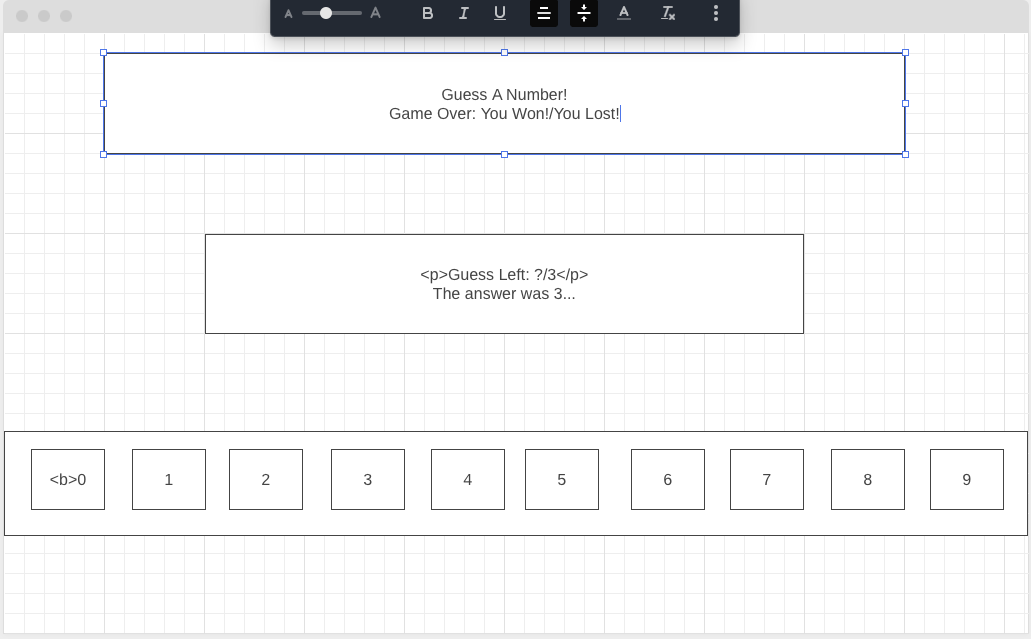 A A B I U A T
Guess A Number!
Game Over: You Won!/You Lost!
<p>Guess Left: ?/3</p>
The answer was 3...
<b>0 1 2 3 4 5 6 7 8 9